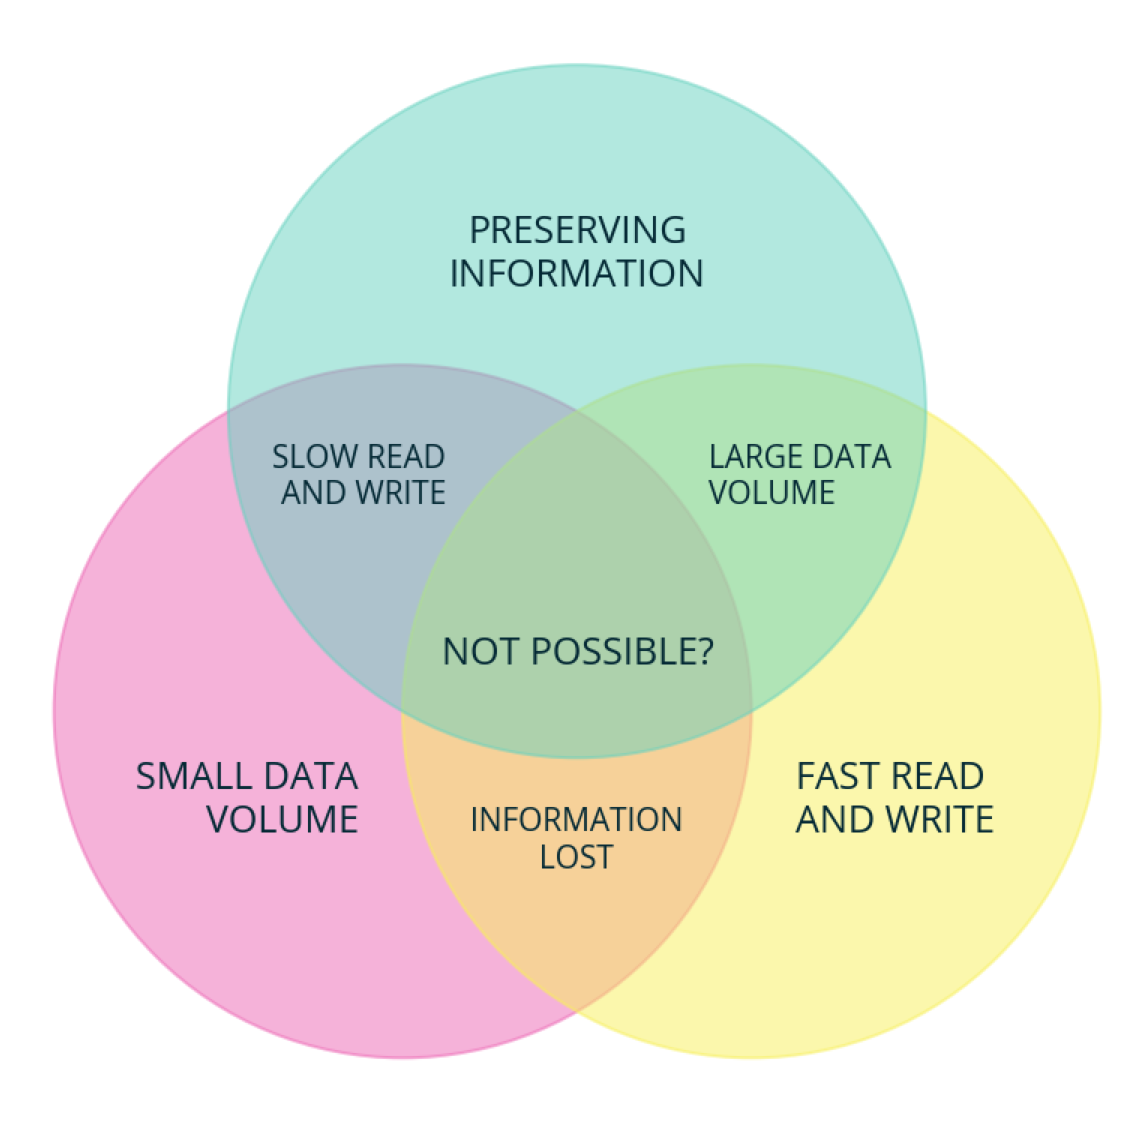 PRESERVING
INFORMATION
SLOW READ
AND WRITE
LARGE DATA
VOLUME
NOT POSSIBLE?
SMALL DATA
VOLUME
FAST READ
AND WRITE
INFORMATION
LOST